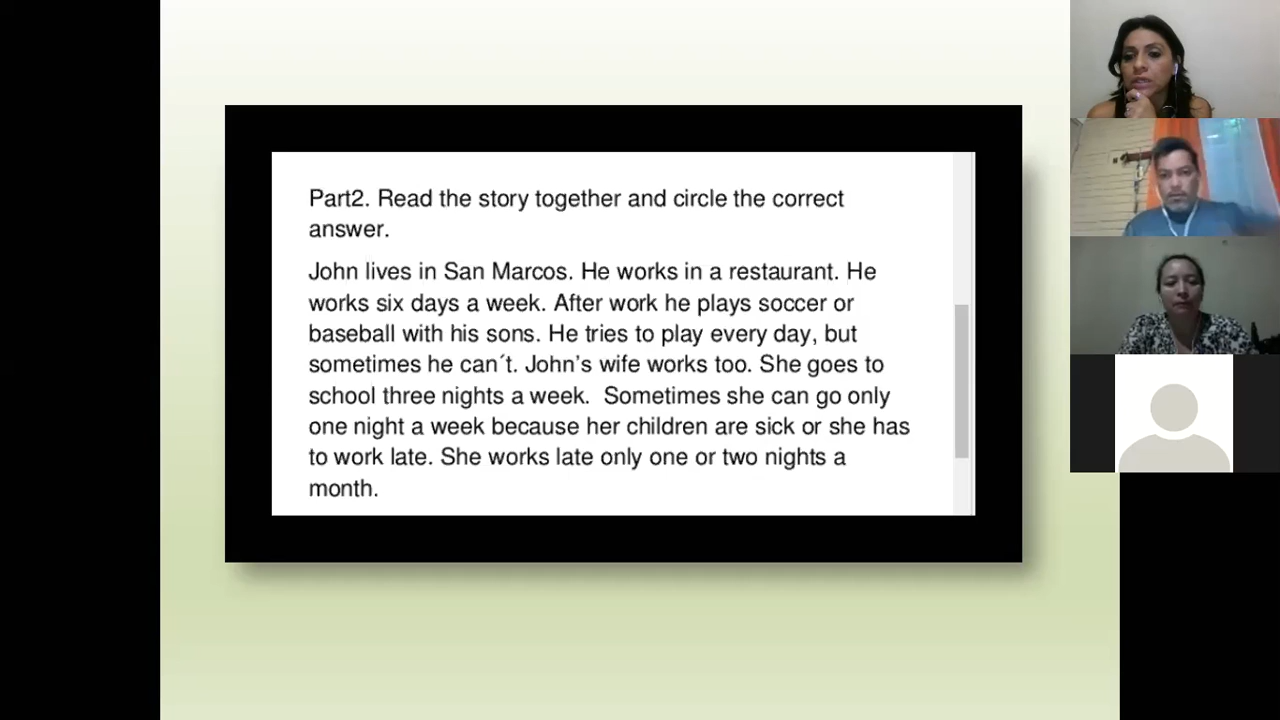 Part2. Read the story together and circle the correct
answer.
John lives in San Marcos. He works in a restaurant. He
works six days a week. After work he plays soccer or
baseball with his sons. He tries to play every day, but
sometimes he can´t. John’s wife works too. She goes to
school three nights a week.  Sometimes she can go only
one night a week because her children are sick or she has
to work late. She works late only one or two nights a
month.